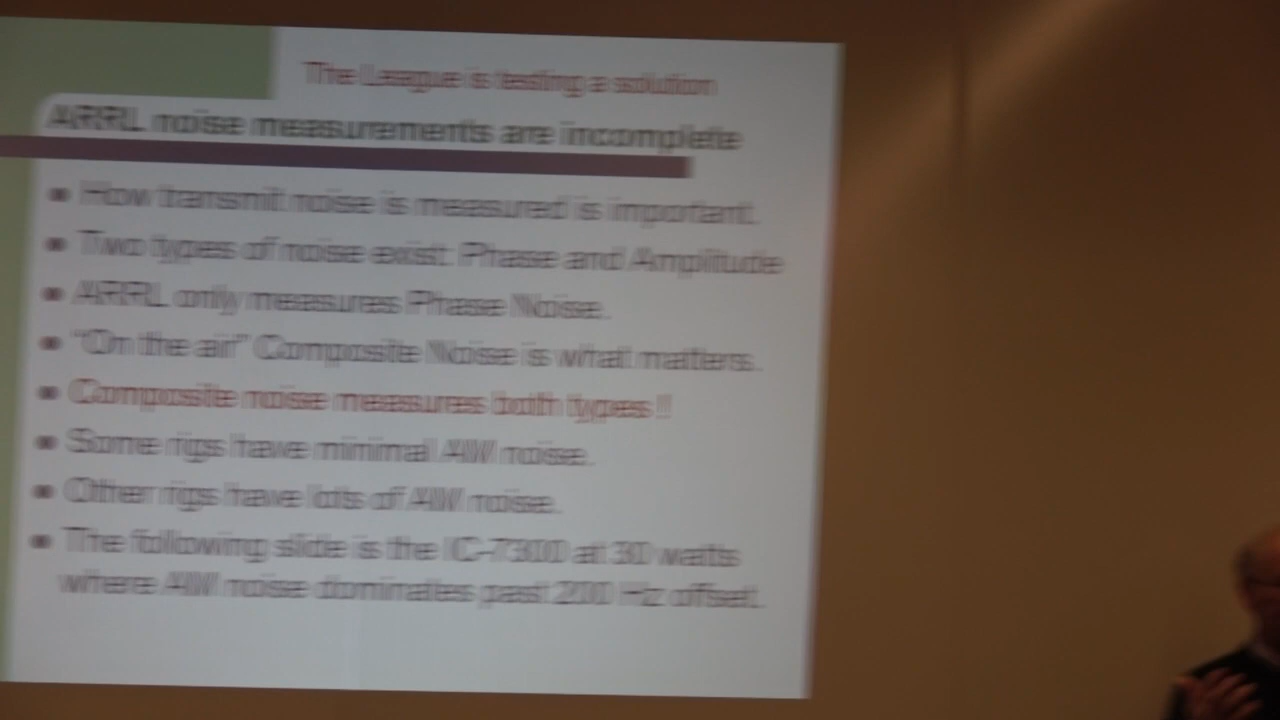 The League is testing a solution
ARRL noise measurements are incomplete
How transmit noise is measured is important.
Two types of noise exist: Phase and Amplitude
ARRL only measures Phase Noise.
"On the air" Composite Noise is what matters.
Composite noise measures both types !!
Some rigs have minimal AM noise.
Other rigs have lots of AM noise.
The following slide is the IC-7300 at 30 watts
where AM noise dominates past 200 Hz offset.